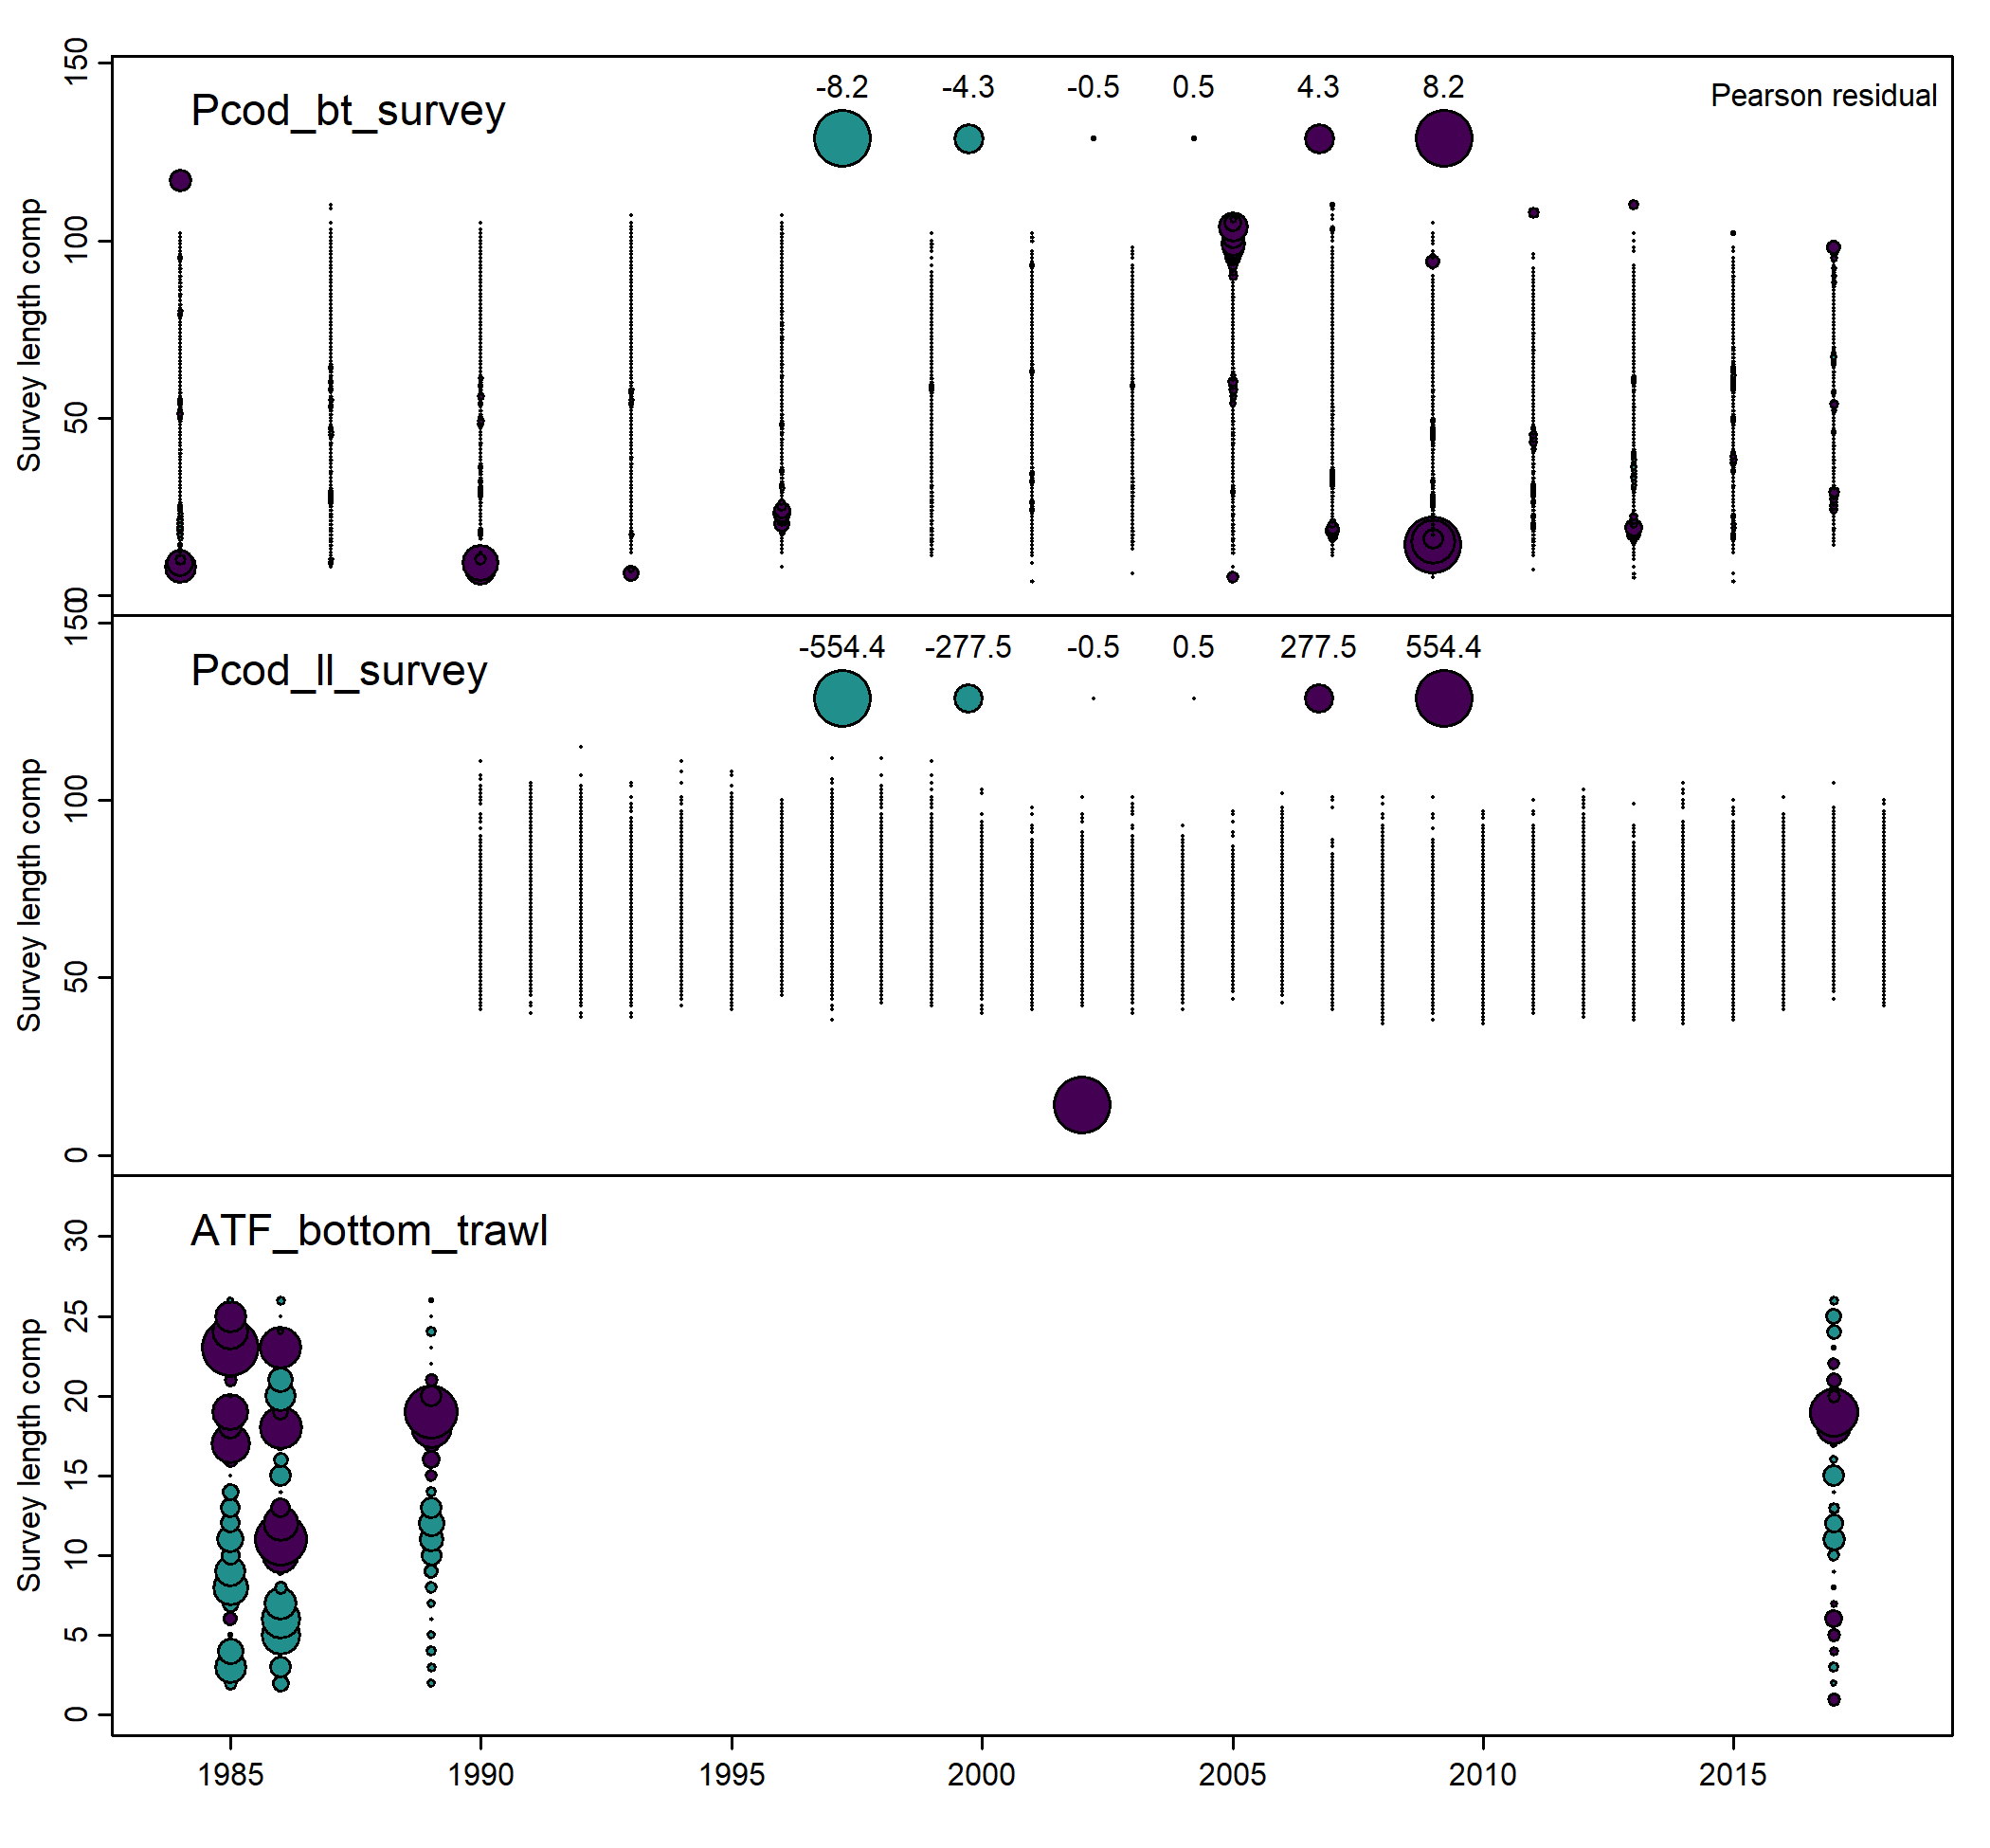 Pcod_bt_survey
-8.2 -4.3 -0.5 0.5 4.3 8.2
Pearson residual
Survey length comp
150
100
50
0
Pcod_ll_survey
-554.4 -277.5 -0.5 0.5 277.5 554.4
Survey length comp
150
100
50
0
ATF_bottom_trawl
Survey length comp
30
25
20
15
10
5
0
1985 1990 1995 2000 2005 2010 2015